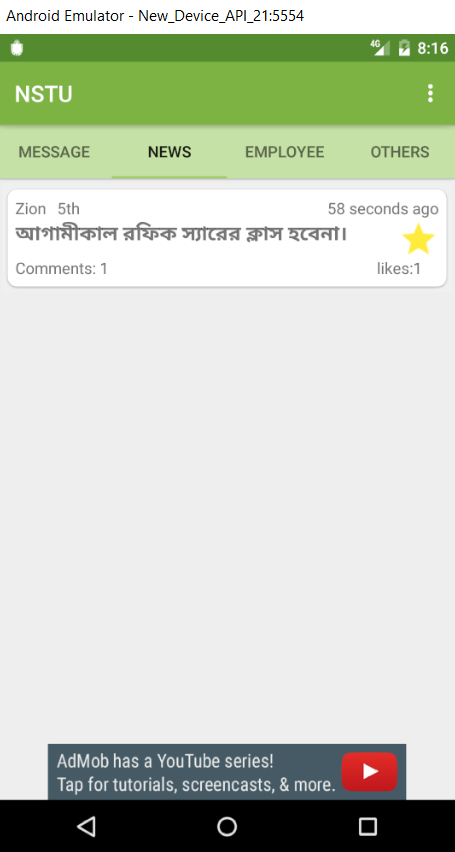 Android Emulator - New_Device_API_21:5554
4G 8:16
NSTU
MESSAGE NEWS EMPLOYEE OTHERS
Zion 5th 58 seconds ago
আগামীকাল রফিক স্যারের ক্লাস হবেনা।
Comments: 1 likes:1
AdMob has a YouTube series!
Tap for tutorials, screencasts, & more.